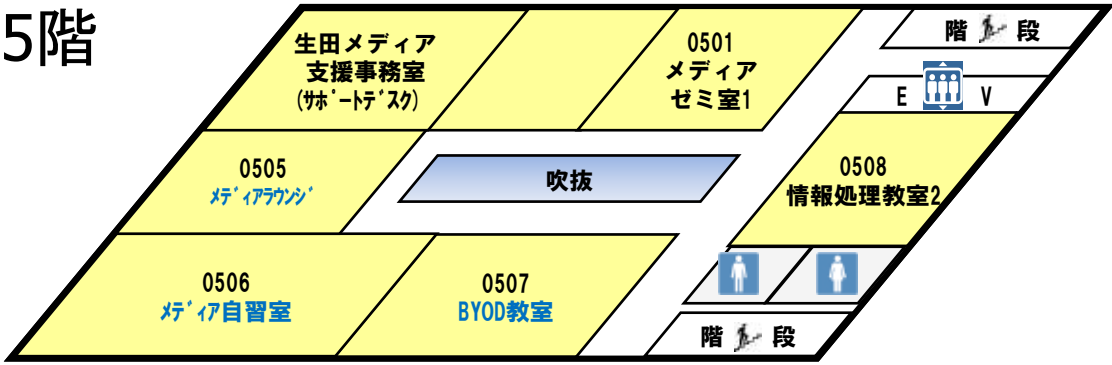 5階
生田メディア
支援事務室
(ｻﾎﾟｰﾄﾃﾞｽｸ)
0501
メディア
ゼミ室1
階 段
E V
0505
ﾒﾃﾞｨｱﾗｳﾝｼﾞ
吹抜
0508
情報処理教室2
0506
ﾒﾃﾞｨｱ自習室
0507
BYOD教室
階 段